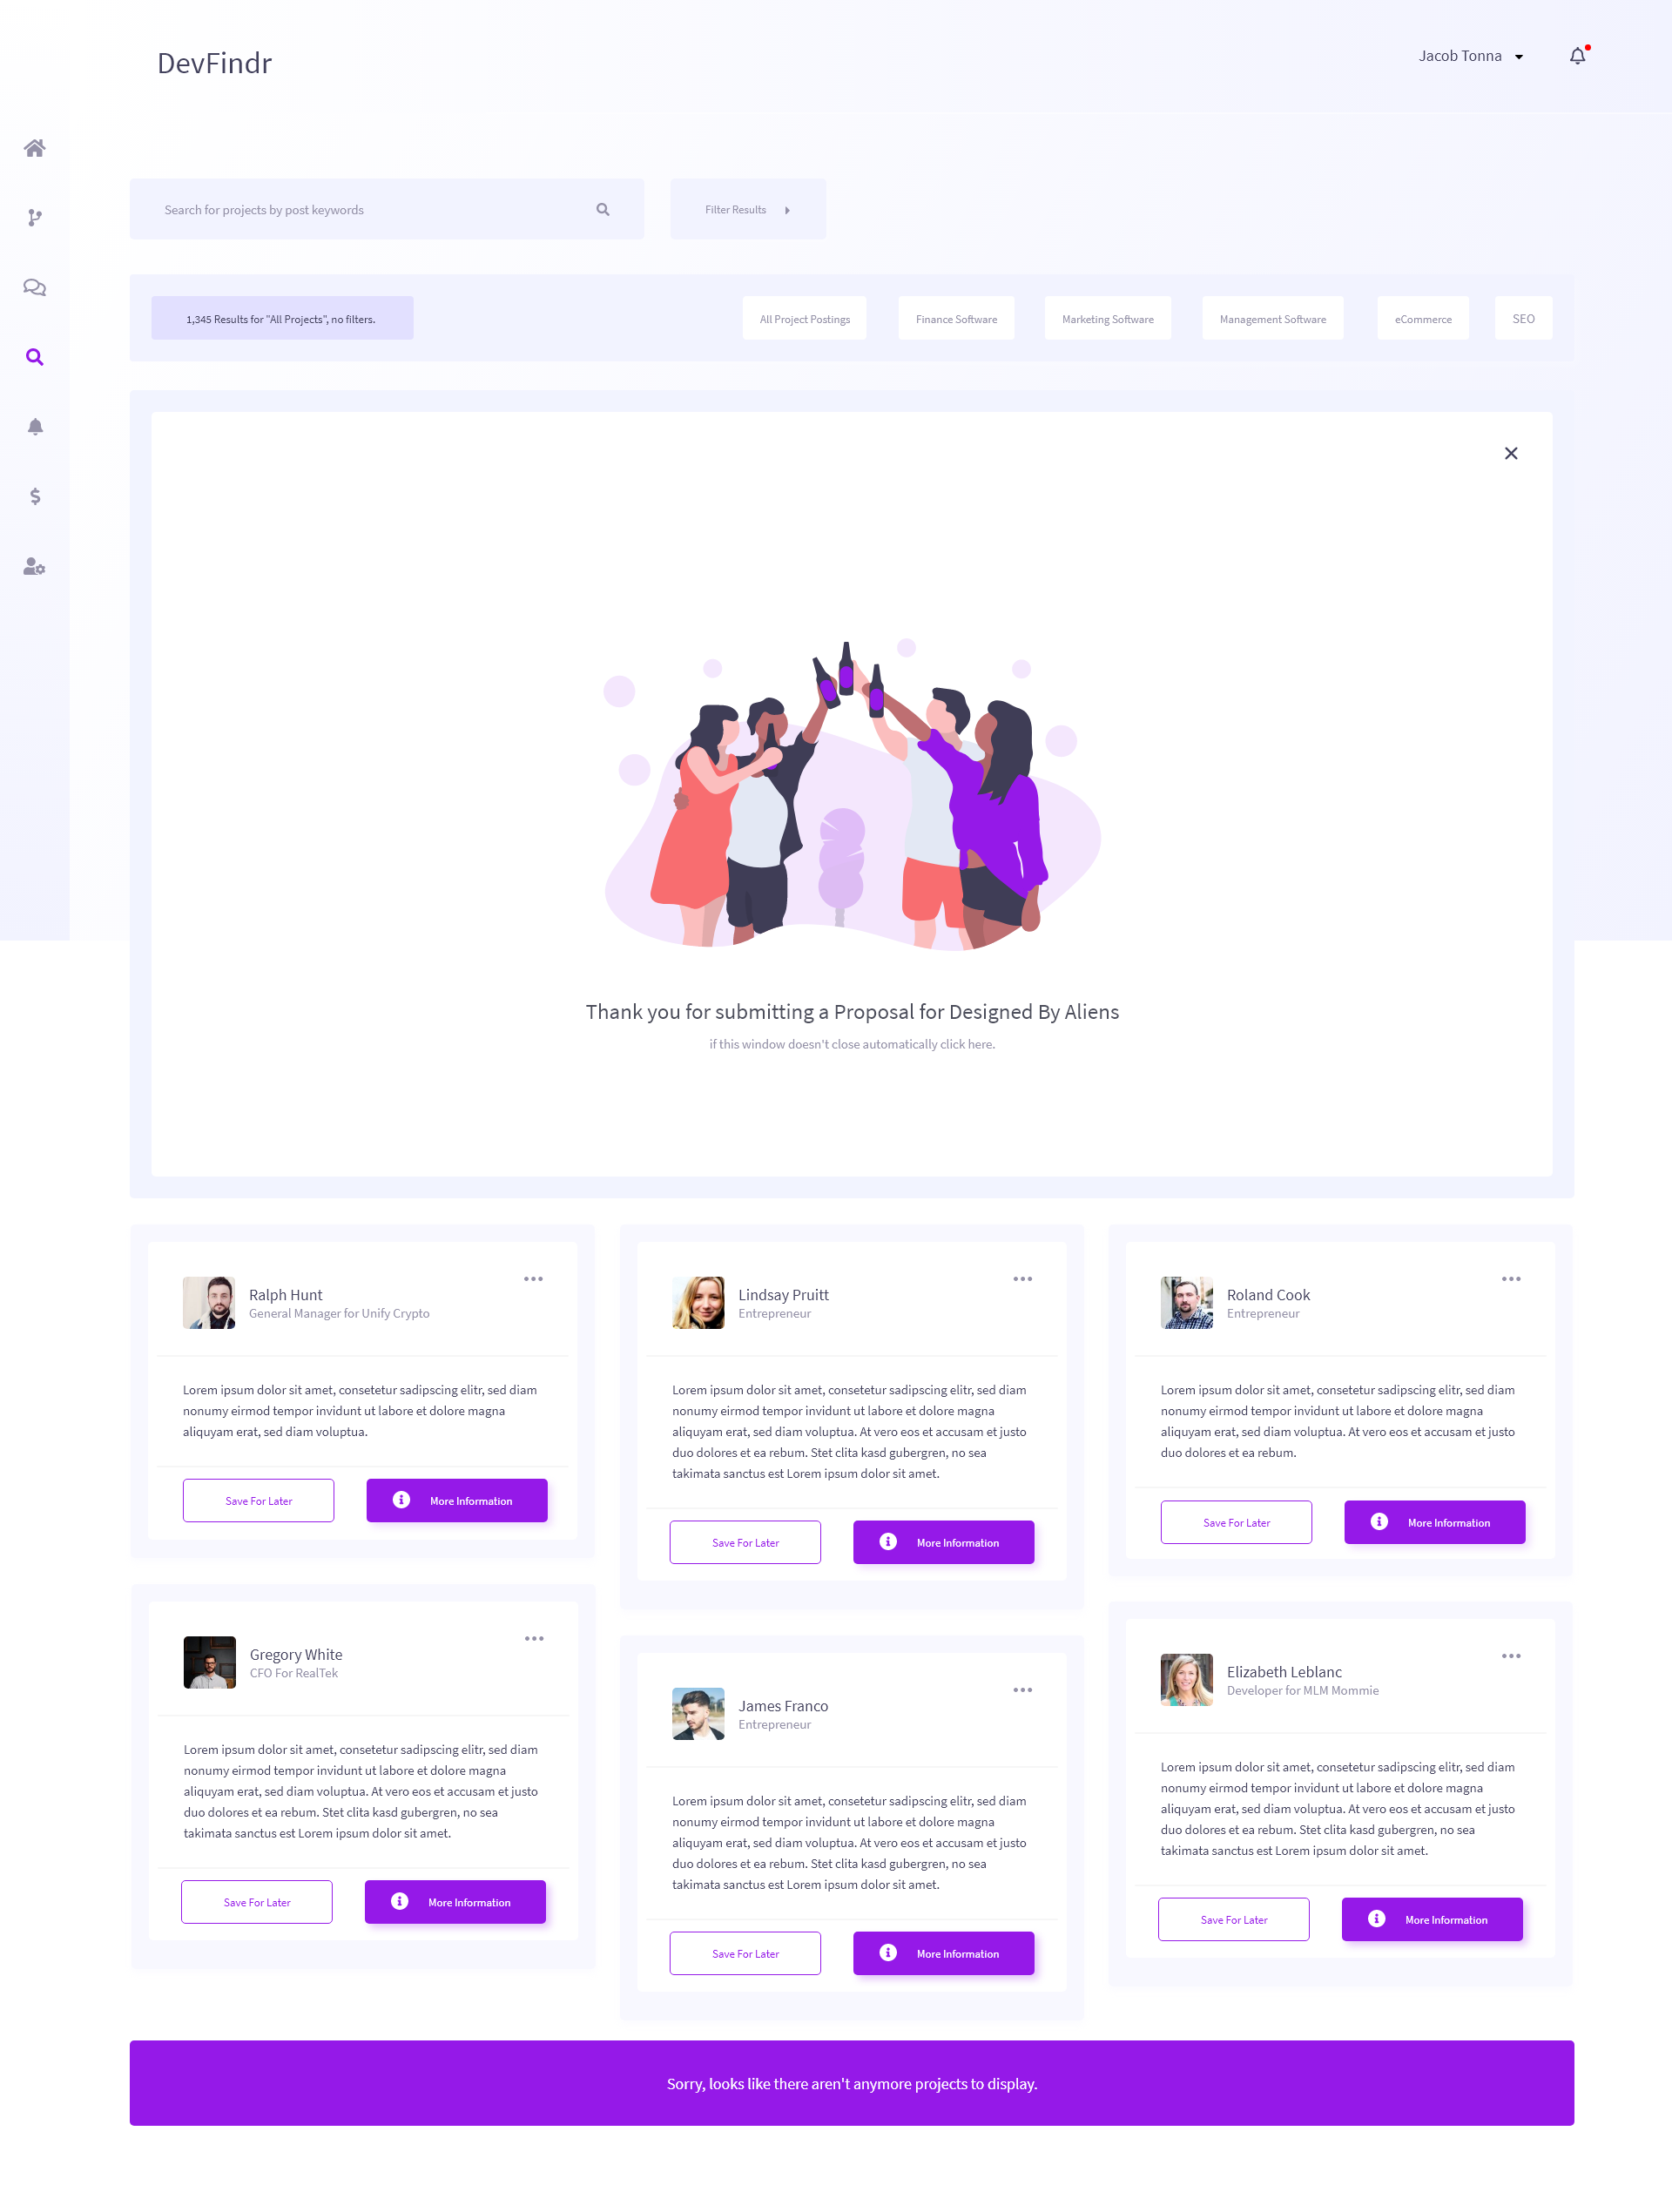 DevFindr
Jacob Tonna
Search for projects by post keywords
Filter Results
1,345 Results for "All Projects", no filters.
All Project Postings
Finance Software
Marketing Software
Management Software
eCommerce
SEO
Thank you for submitting a Proposal for Designed By Aliens
if this window doesn't close automatically click here.
Ralph Hunt
General Manager for Unify Crypto
Lorem ipsum dolor sit amet, consetetur sadipscing elitr, sed diam
nonumy eirmod tempor invidunt ut labore et dolore magna
aliquyam erat, sed diam voluptua.
Save For Later
More Information
Lindsay Pruitt
Entrepreneur
Lorem ipsum dolor sit amet, consetetur sadipscing elitr, sed diam
nonumy eirmod tempor invidunt ut labore et dolore magna
aliquyam erat, sed diam voluptua. At vero eos et accusam et justo
duo dolores et ea rebum. Stet clita kasd gubergren, no sea
takimata sanctus est Lorem ipsum dolor sit amet.
Save For Later
More Information
Roland Cook
Entrepreneur
Lorem ipsum dolor sit amet, consetetur sadipscing elitr, sed diam
nonumy eirmod tempor invidunt ut labore et dolore magna
aliquyam erat, sed diam voluptua. At vero eos et accusam et justo
duo dolores et ea rebum.
Save For Later
More Information
Gregory White
CFO For RealTek
Lorem ipsum dolor sit amet, consetetur sadipscing elitr, sed diam
nonumy eirmod tempor invidunt ut labore et dolore magna
aliquyam erat, sed diam voluptua. At vero eos et accusam et justo
duo dolores et ea rebum. Stet clita kasd gubergren, no sea
takimata sanctus est Lorem ipsum dolor sit amet.
Save For Later
More Information
James Franco
Entrepreneur
Lorem ipsum dolor sit amet, consetetur sadipscing elitr, sed diam
nonumy eirmod tempor invidunt ut labore et dolore magna
aliquyam erat, sed diam voluptua. At vero eos et accusam et justo
duo dolores et ea rebum. Stet clita kasd gubergren, no sea
takimata sanctus est Lorem ipsum dolor sit amet.
Save For Later
More Information
Elizabeth Leblanc
Developer for MLM Mommie
Lorem ipsum dolor sit amet, consetetur sadipscing elitr, sed diam
nonumy eirmod tempor invidunt ut labore et dolore magna
aliquyam erat, sed diam voluptua. At vero eos et accusam et justo
duo dolores et ea rebum. Stet clita kasd gubergren, no sea
takimata sanctus est Lorem ipsum dolor sit amet.
Save For Later
More Information
Sorry, looks like there aren't anymore projects to display.